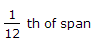 1/12 th of span